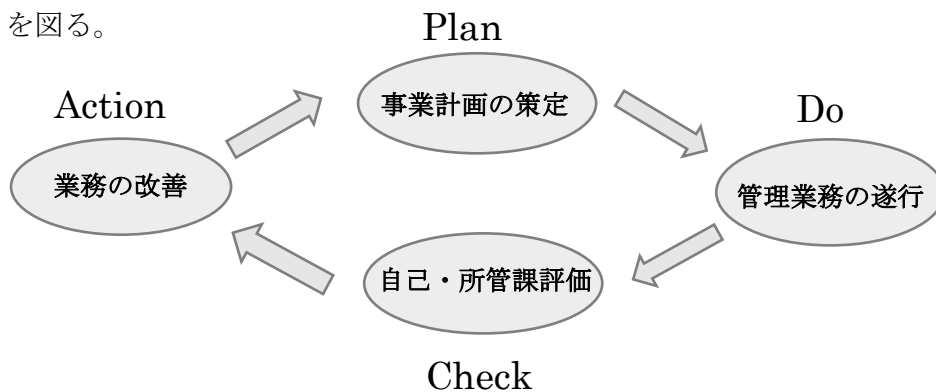 を図る。
Plan
事業計画の策定
Action
業務の改善
Do
管理業務の遂行
自己・所管課評価
Check